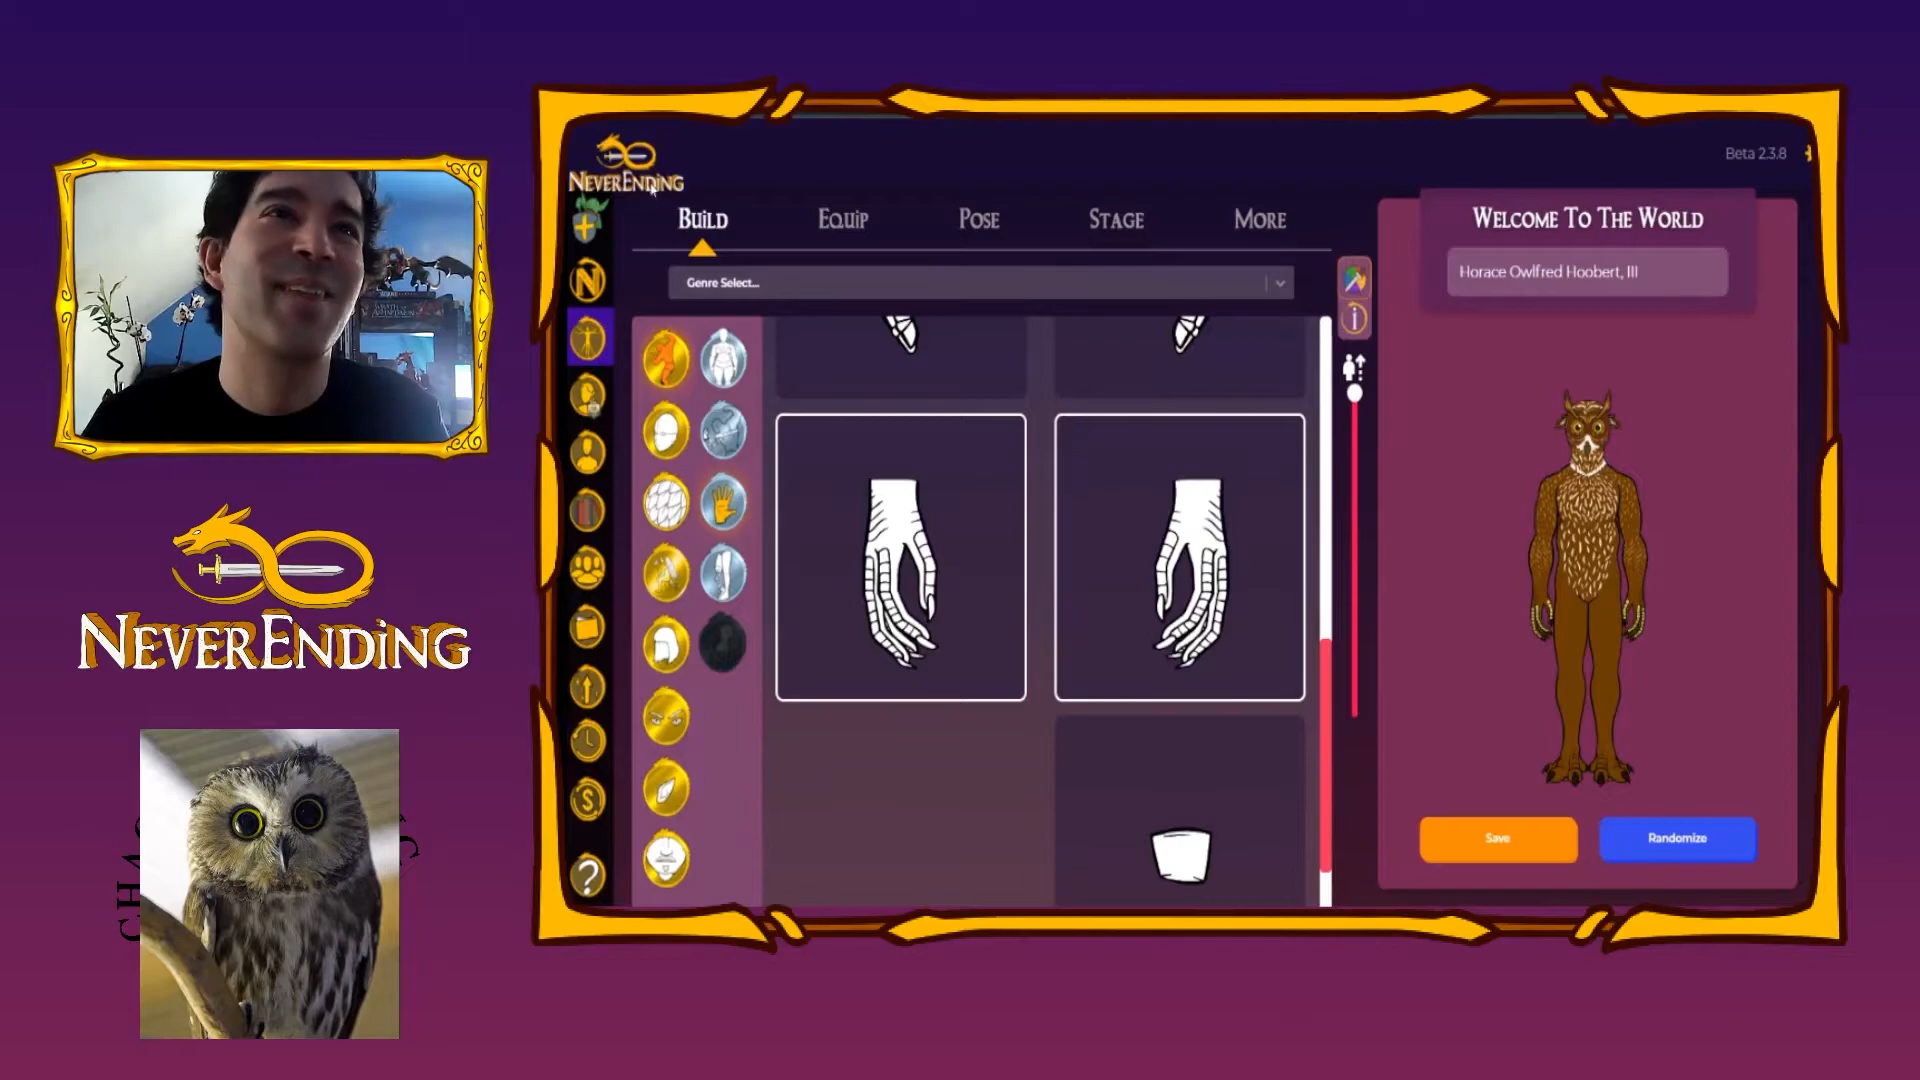 NEVERENDING
Beta 2.3.8
BUILD
EQUIP
POSE
STAGE
MORE
WELCOME TO THE WORLD
Genre Select...
Horace Owlfred Hoobert, III
NEVERENDING
Save
Randomize
?